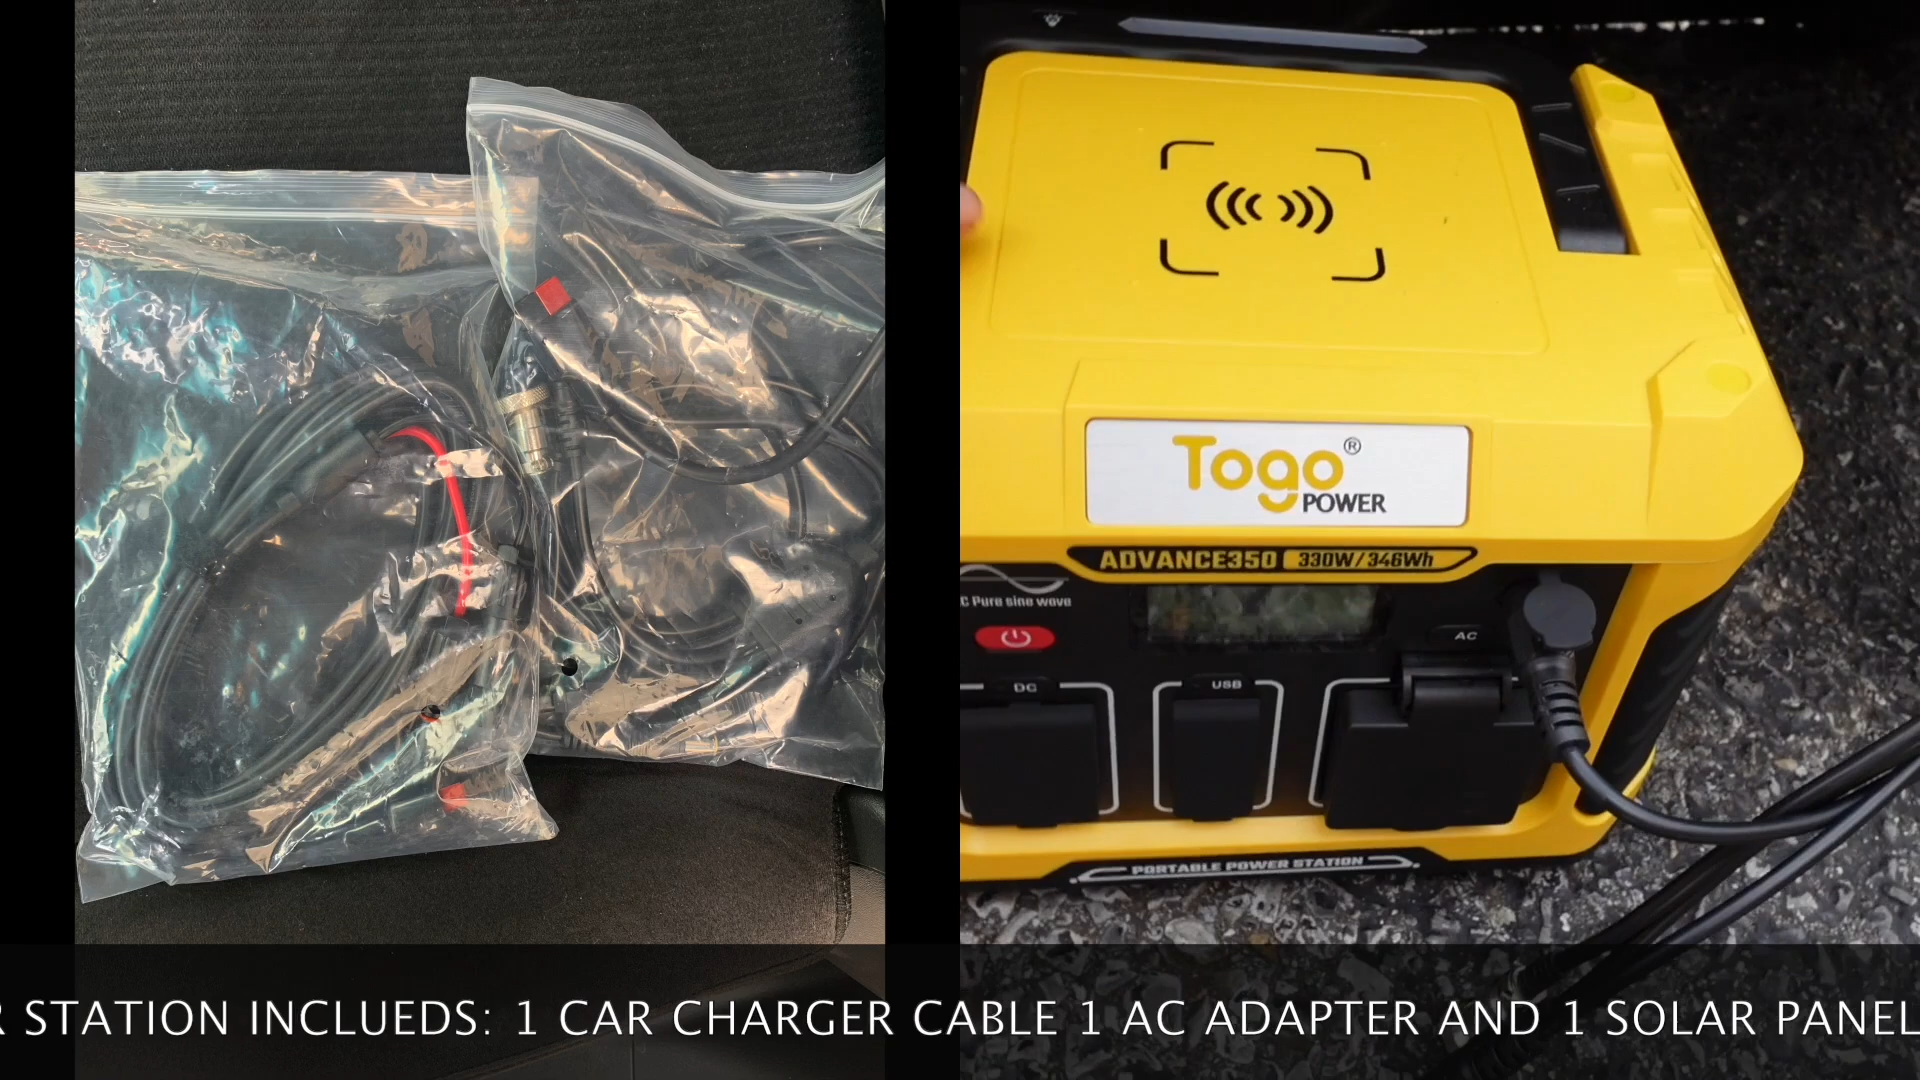 Togo®
POWER
ADVANCE350 330W/346Wh
C Pure sine wave
AC
DC
USB
PORTABLE POWER STATION
R STATION INCLUEDS: 1 CAR CHARGER CABLE 1 AC ADAPTER AND 1 SOLAR PANEL